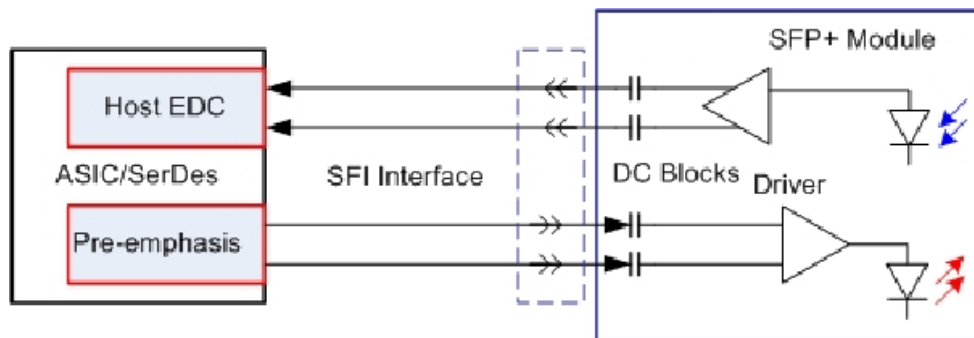 SFP+ Module
Host EDC
ASIC/SerDes
SFI Interface
DC Blocks
Driver
Pre-emphasis